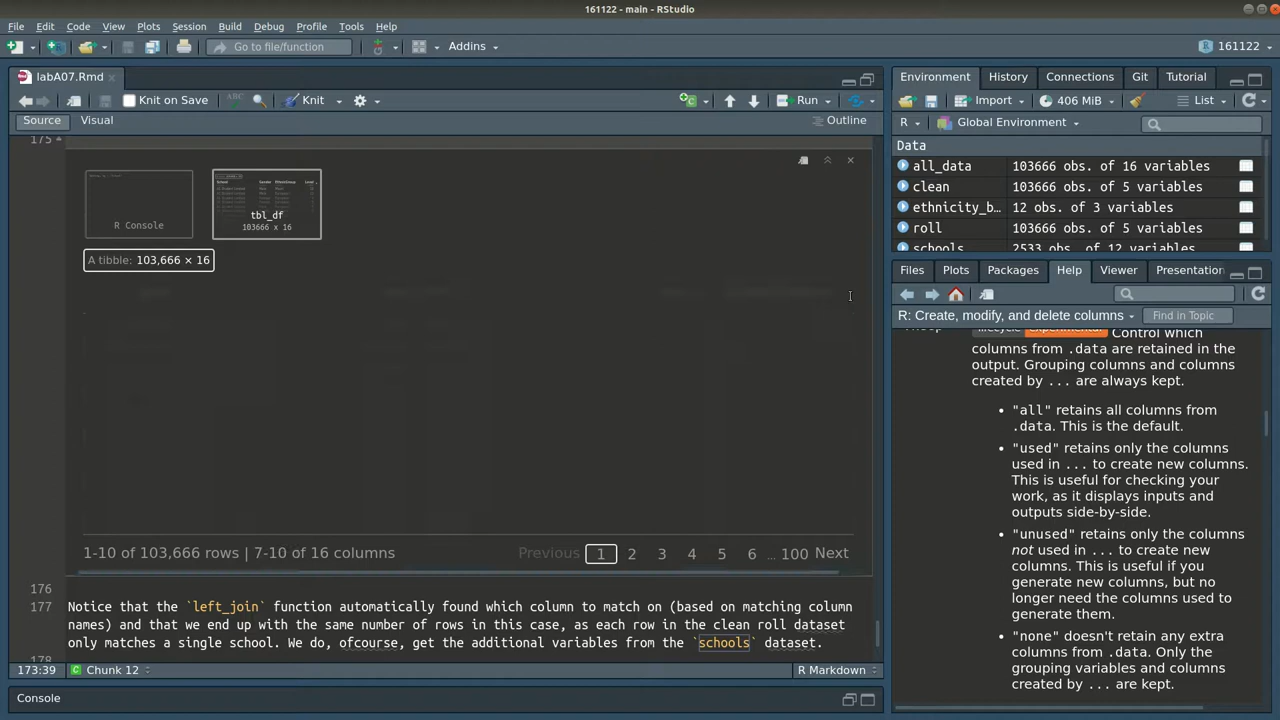 161122 - main - RStudio
File Edit Code View Plots Session Build Debug Profile Tools Help
Go to file/function Addins 161122
labA07.Rmd
Knit on Save ABC Knit Run
Source Visual Outline
175
R Console
tbl_df
103666 x 16
A tibble: 103,666 × 16
1-10 of 103,666 rows | 7-10 of 16 columns Previous 1 2 3 4 5 6 ... 100 Next
176
177 Notice that the `left_join` function automatically found which column to match on (based on matching column
names) and that we end up with the same number of rows in this case, as each row in the clean roll dataset
only matches a single school. We do, ofcourse, get the additional variables from the `schools` dataset.
178
173:39 Chunk 12 R Markdown
Console
Environment History Connections Git Tutorial
Import 406 MiB List
R Global Environment
Data
all_data 103666 obs. of 16 variables
clean 103666 obs. of 5 variables
ethnicity_b… 12 obs. of 3 variables
roll 103666 obs. of 5 variables
schools 2533 obs. of 12 variables
Files Plots Packages Help Viewer Presentation
R: Create, modify, and delete columns Find in Topic
lifecycle experimental Control which
columns from .data are retained in the
output. Grouping columns and columns
created by ... are always kept.
• "all" retains all columns from
.data. This is the default.
• "used" retains only the columns
used in ... to create new columns.
This is useful for checking your
work, as it displays inputs and
outputs side-by-side.
• "unused" retains only the columns
not used in ... to create new
columns. This is useful if you
generate new columns, but no
longer need the columns used to
generate them.
• "none" doesn't retain any extra
columns from .data. Only the
grouping variables and columns
created by ... are kept.